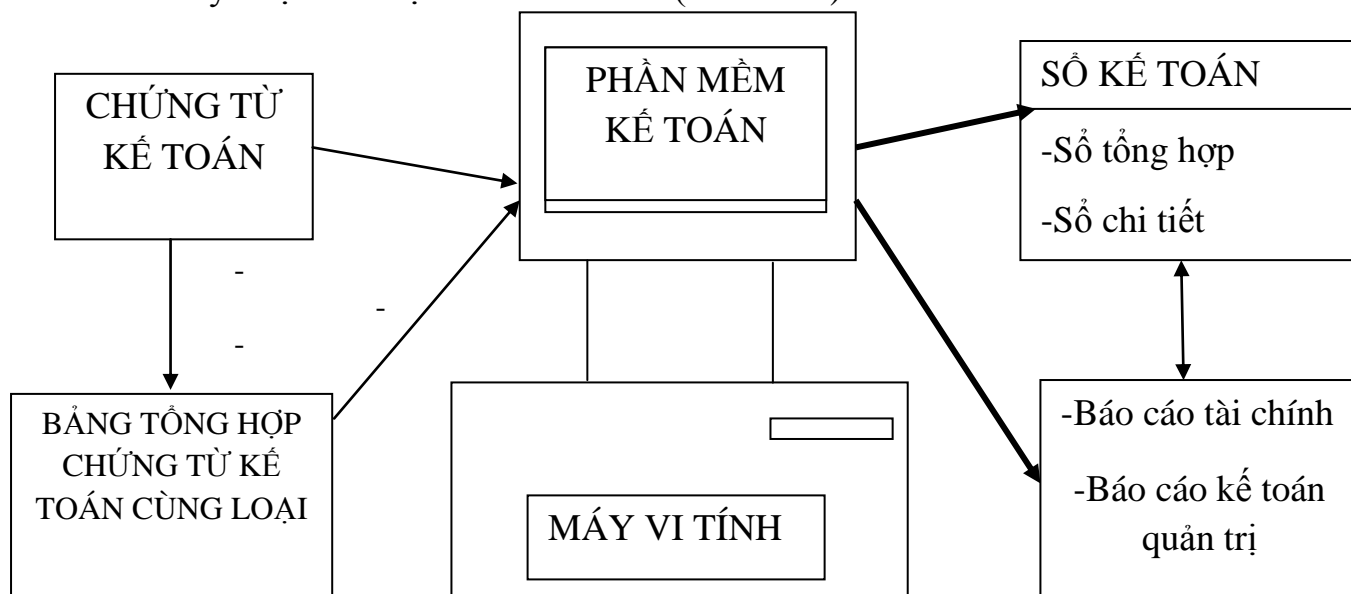 CHỨNG TỪ
KẾ TOÁN
PHẦN MỀM
KẾ TOÁN
SỔ KẾ TOÁN
-Sổ tổng hợp
-Sổ chi tiết
-
-
-
BẢNG TỔNG HỢP
CHỨNG TỪ KẾ
TOÁN CÙNG LOẠI
MÁY VI TÍNH
-Báo cáo tài chính
-Báo cáo kế toán
quản trị